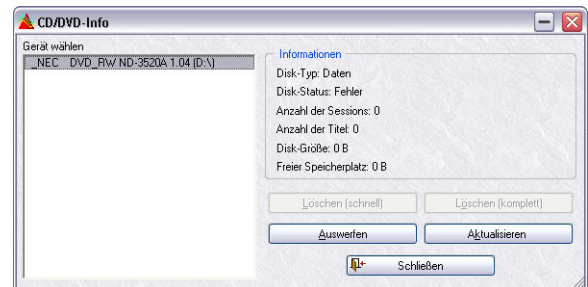 CD/DVD-Info
Gerät wählen
_NEC DVD_RW ND-3520A 1.04 (D:\)
Informationen
Disk-Typ: Daten
Disk-Status: Fehler
Anzahl der Sessions: 0
Anzahl der Titel: 0
Disk-Größe: 0 B
Freier Speicherplatz: 0 B
Löschen (schnell)
Löschen (komplett)
Auswerfen
Aktualisieren
Schließen